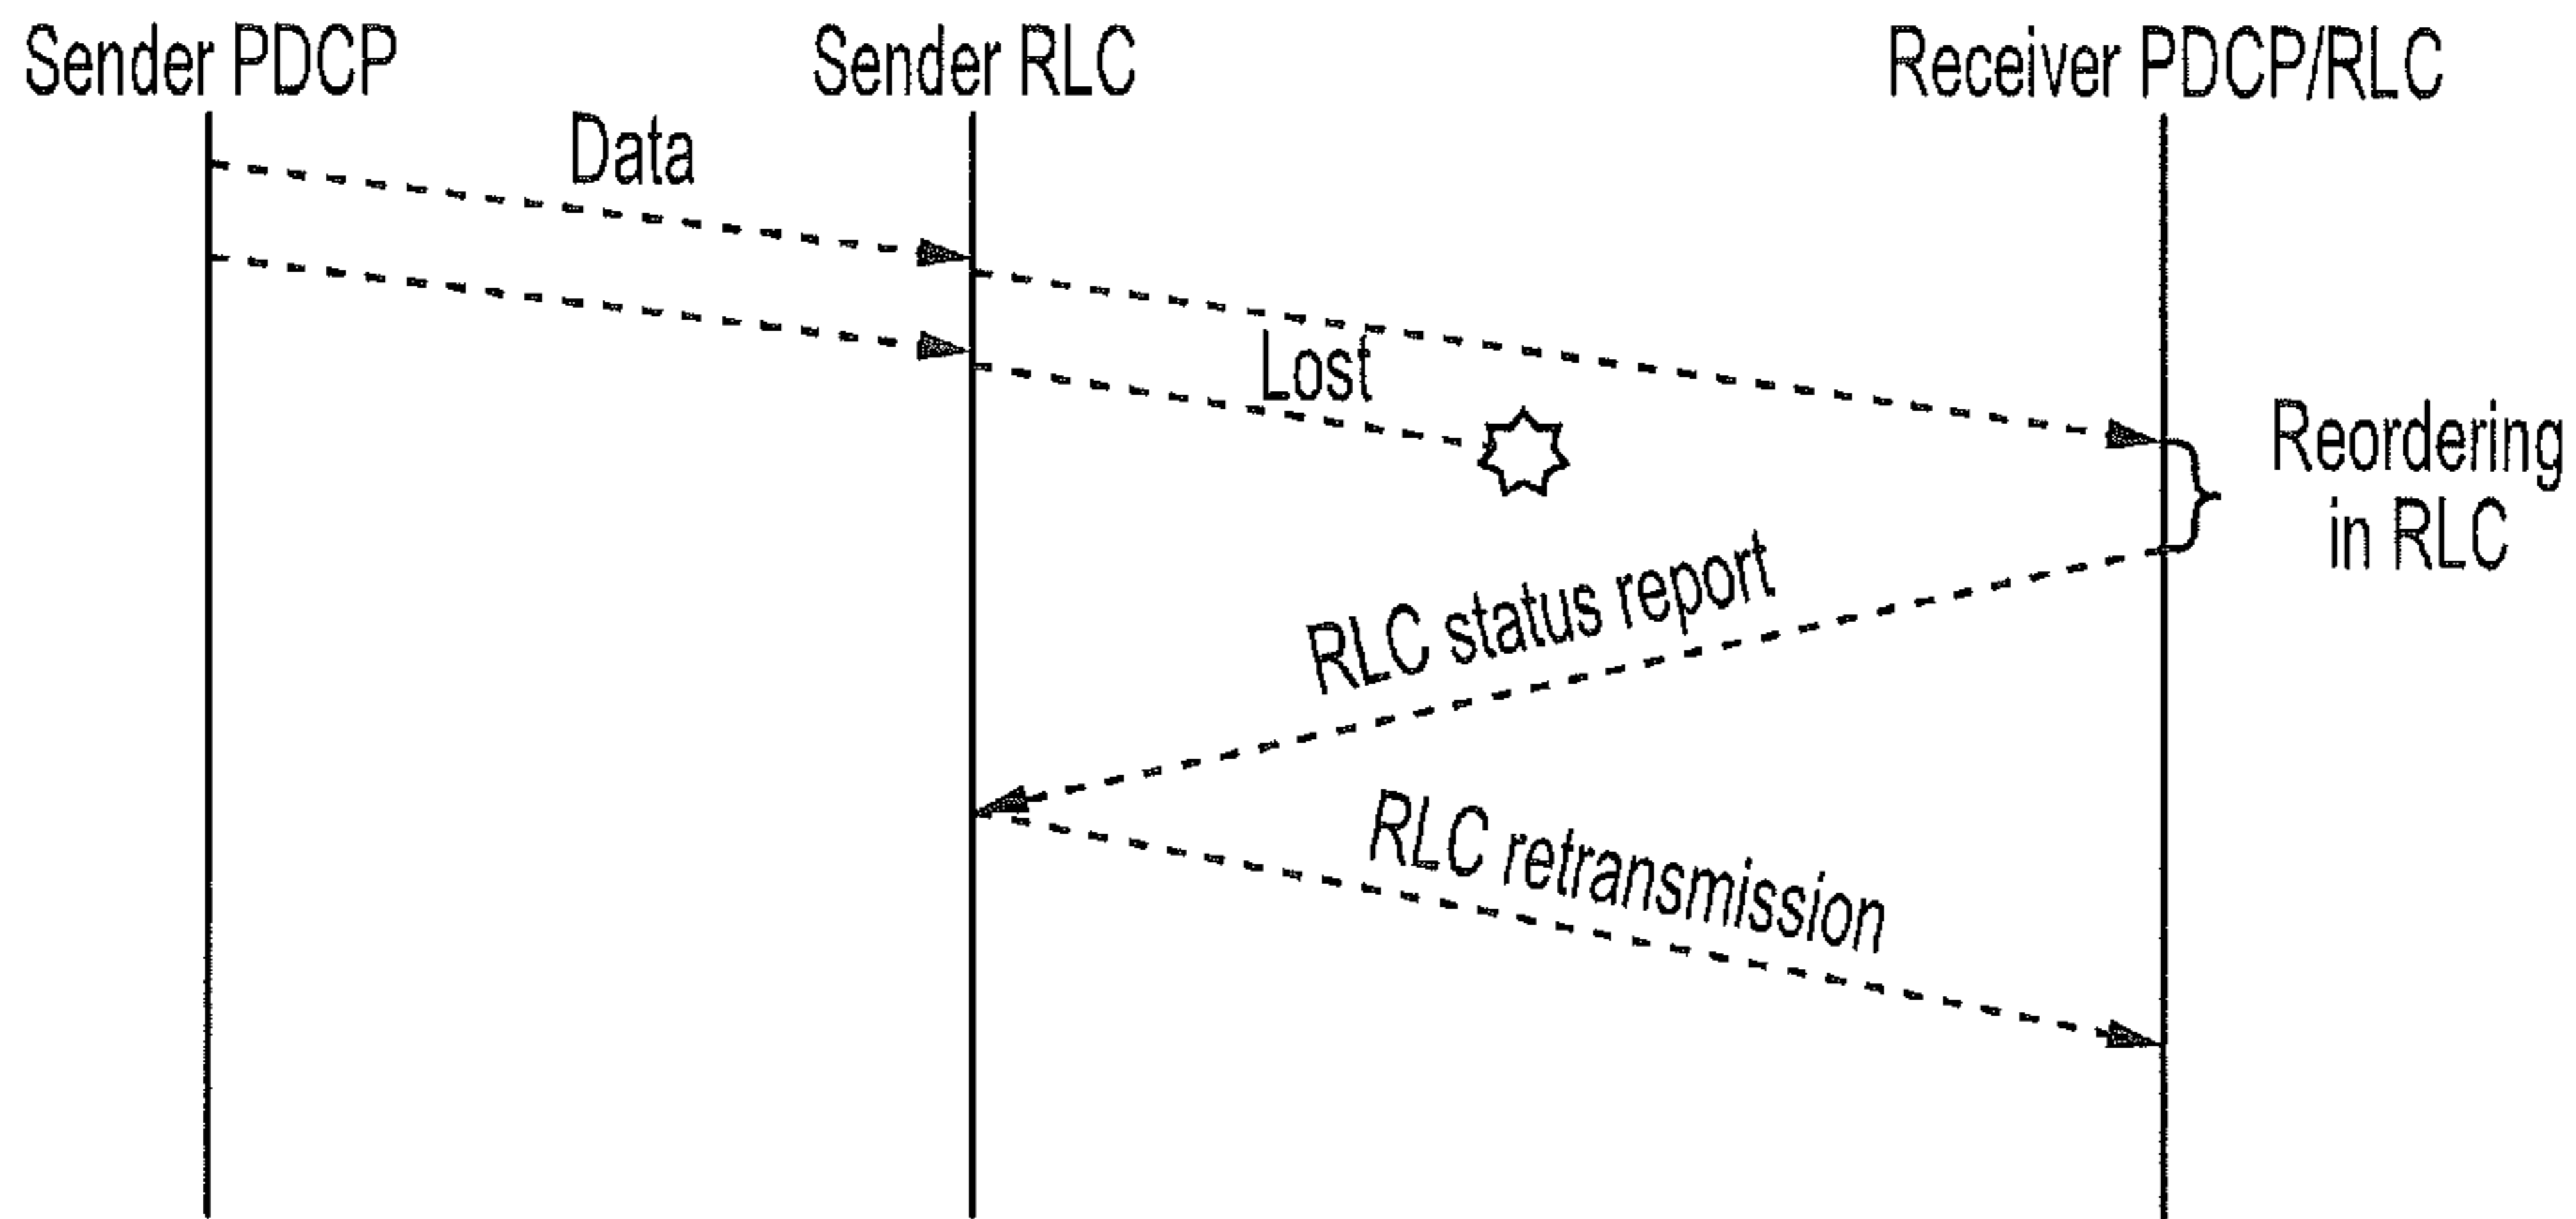 Sender PDCP
Sender RLC
Receiver PDCP/RLC
Data
Lost
Reordering
in RLC
RLC status report
RLC retransmission